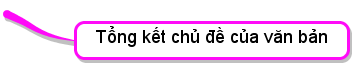 Tổng kết chủ đề của văn bản